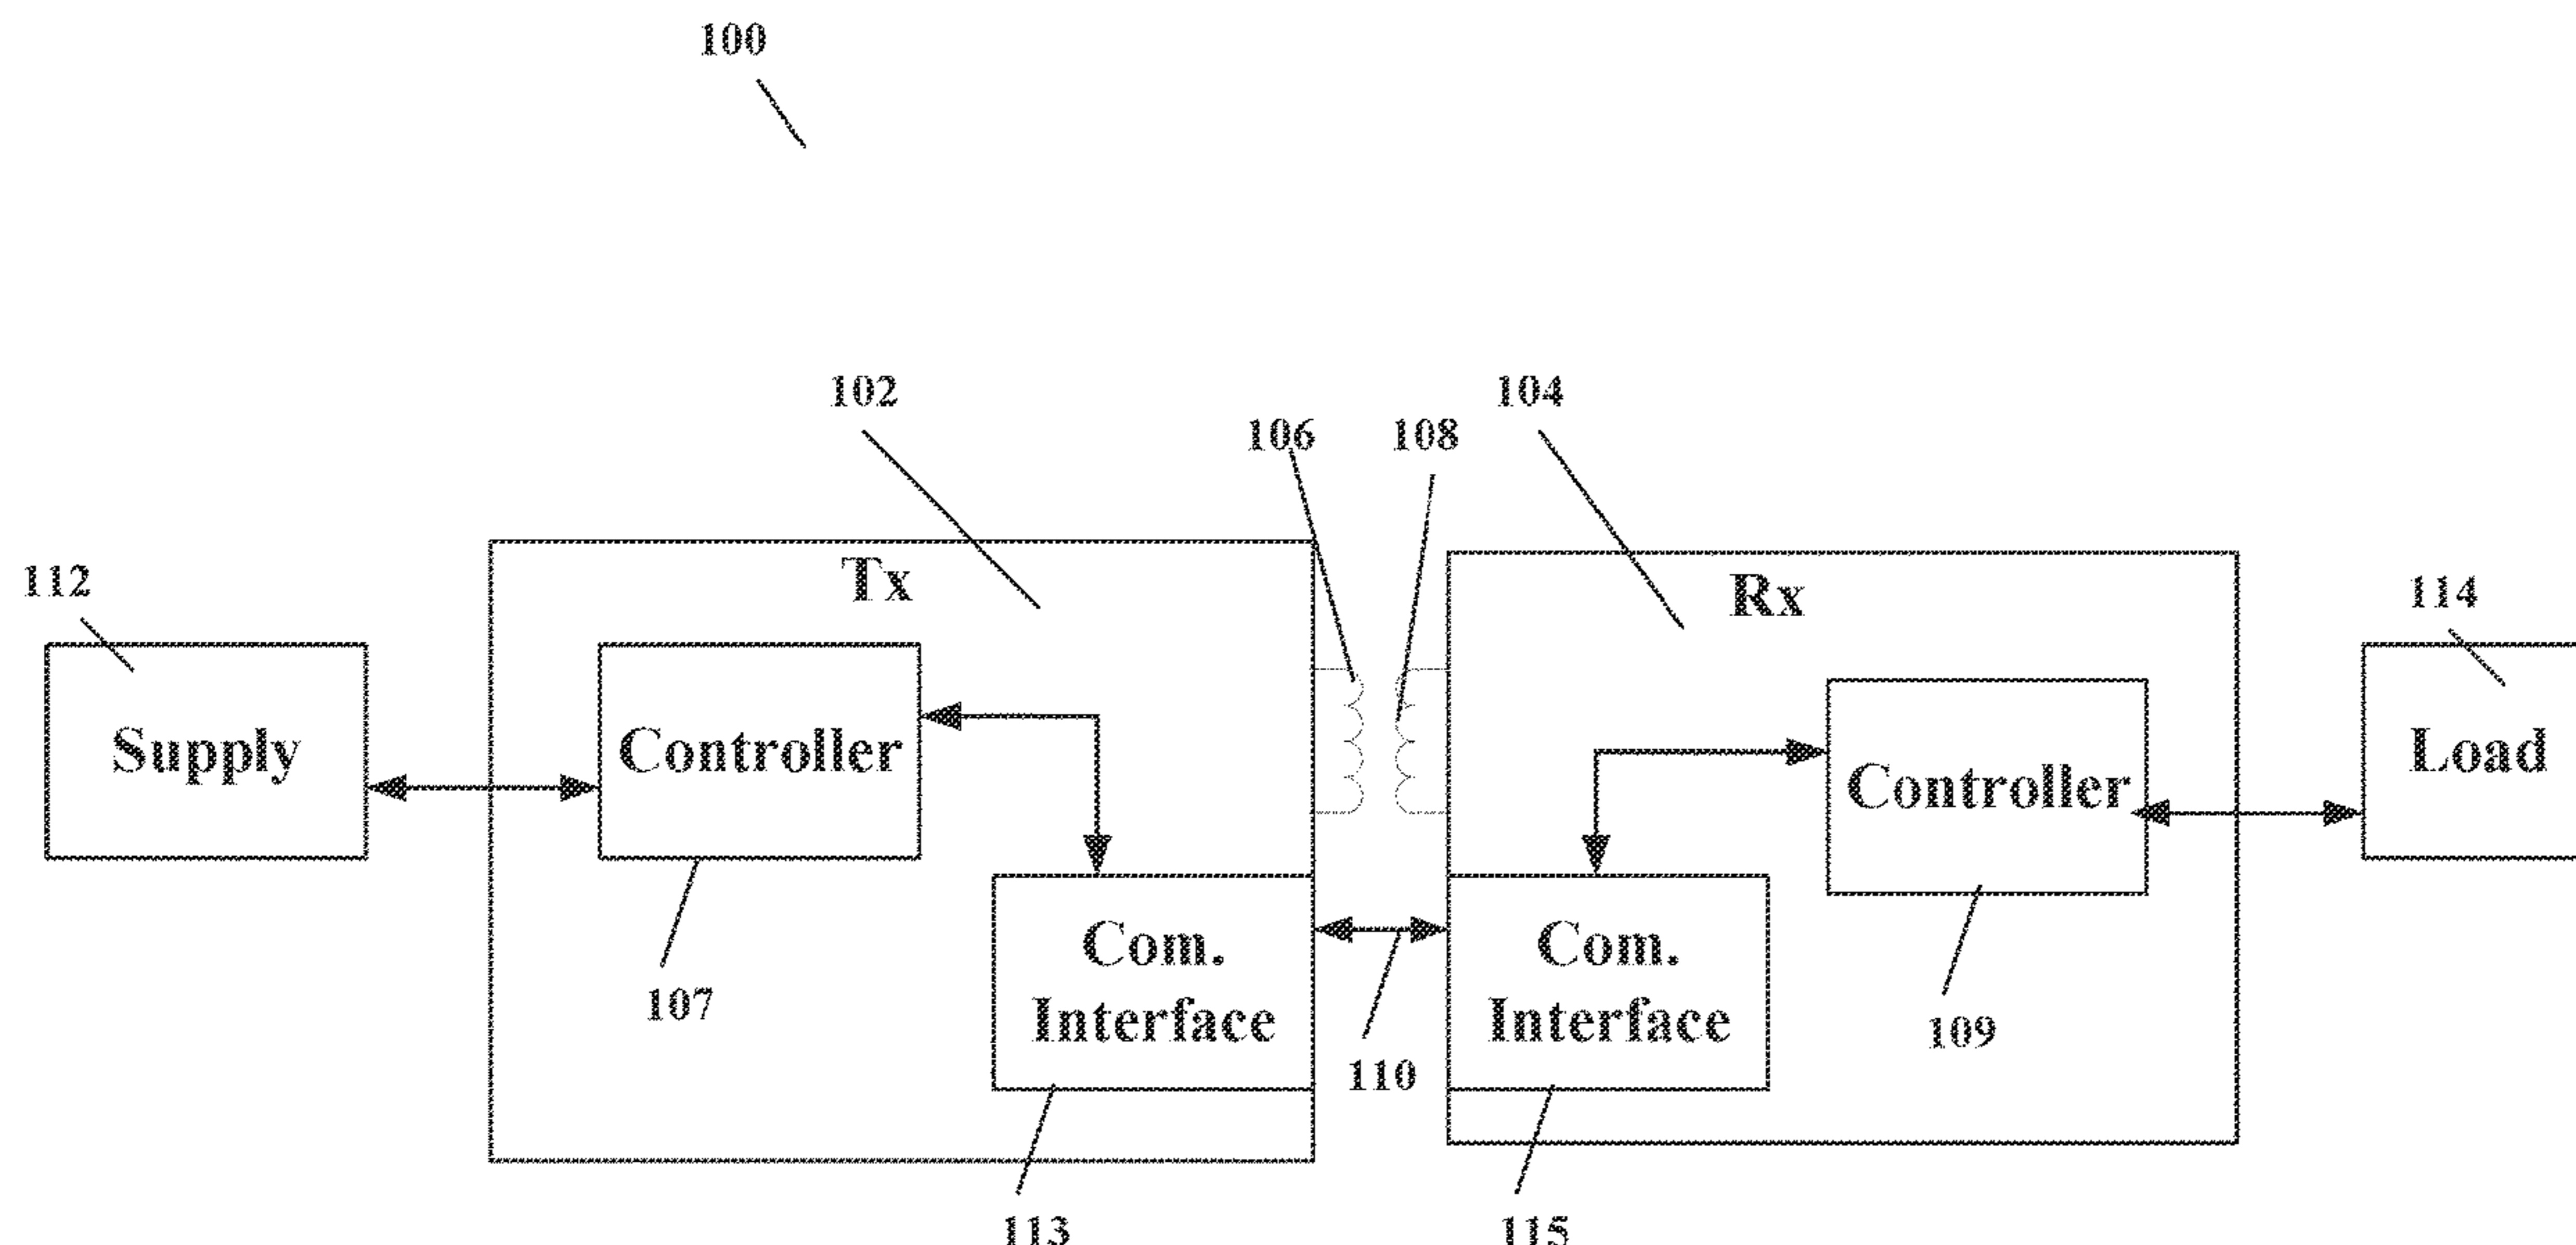 100
102
104
106
108
112
Tx
Rx
114
Supply
Controller
Controller
Load
Com.
Interface
Com.
Interface
107
110
109
113
115